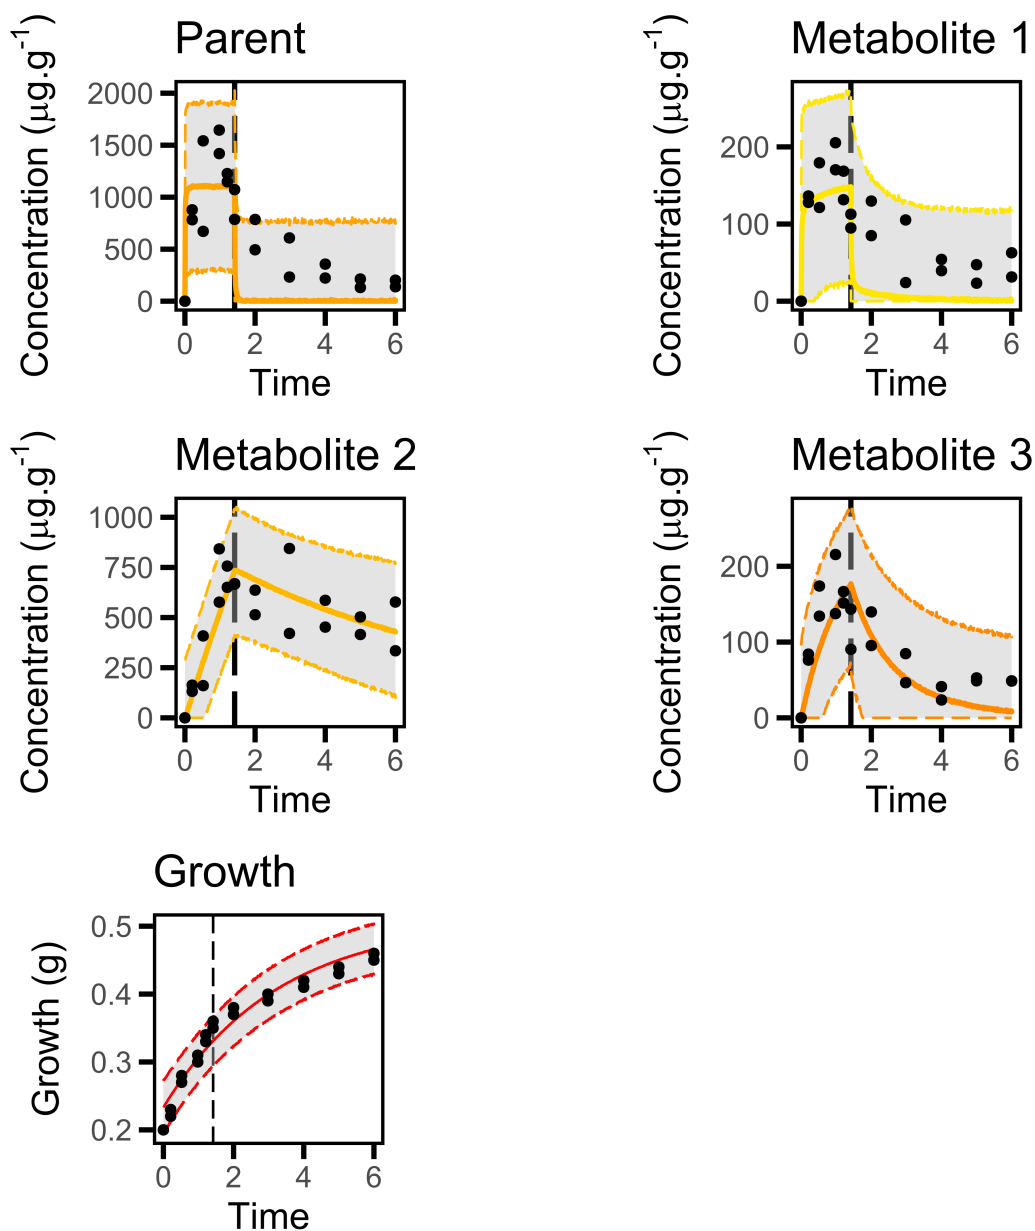 Parent
Concentration (µg.g⁻¹)
2000
1500
1000
500
0
0 2 4 6
Time
Metabolite 1
Concentration (µg.g⁻¹)
200
100
0
0 2 4 6
Time
Metabolite 2
Concentration (µg.g⁻¹)
1000
750
500
250
0
0 2 4 6
Time
Metabolite 3
Concentration (µg.g⁻¹)
200
100
0
0 2 4 6
Time
Growth
Growth (g)
0.5
0.4
0.3
0.2
0 2 4 6
Time